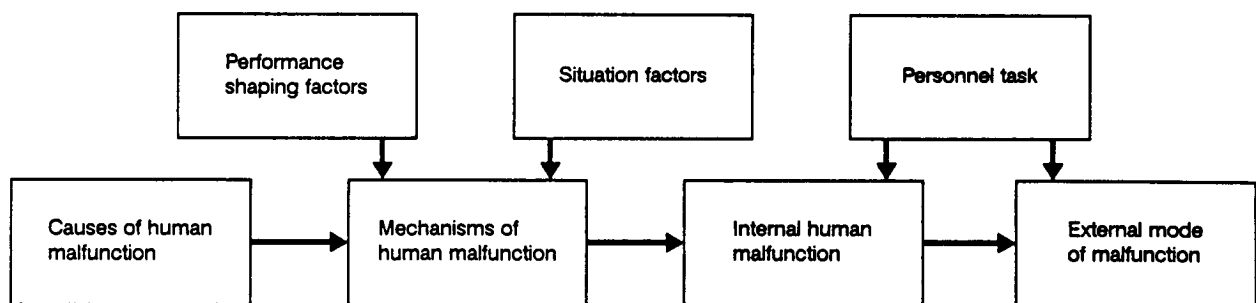 Performance
shaping factors
Situation factors
Personnel task
Causes of human
malfunction
Mechanisms of
human malfunction
Internal human
malfunction
External mode
of malfunction